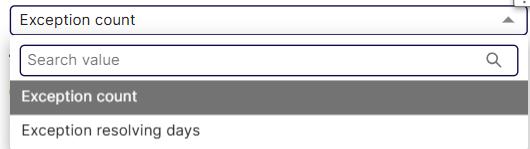 Exception count
Search value
Exception count
Exception resolving days